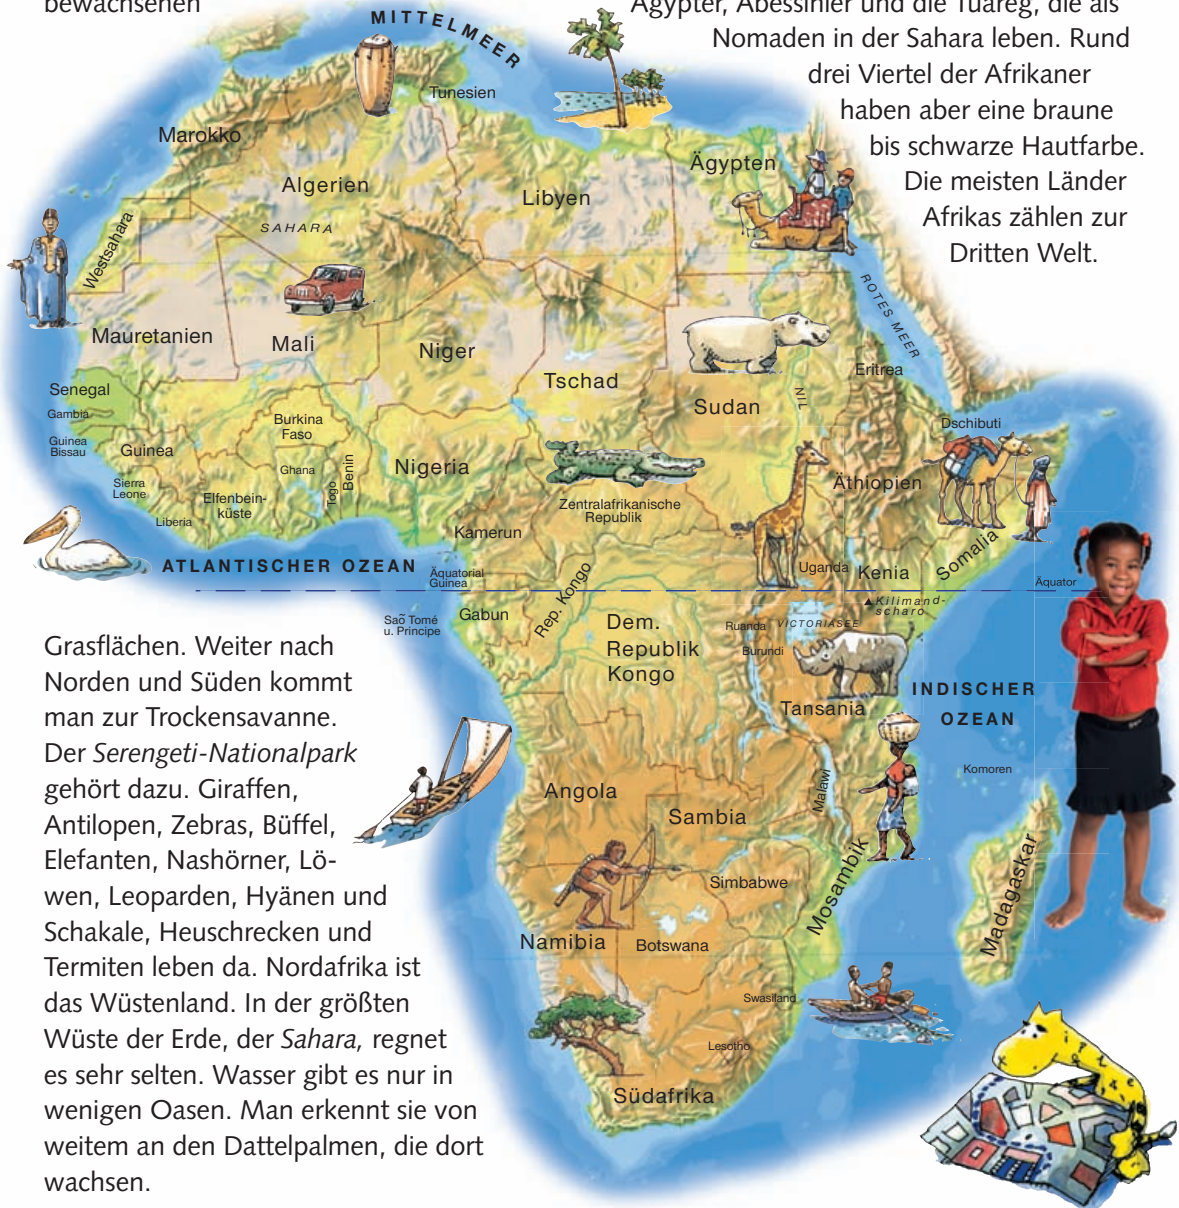 bewachsenen
Ägypter, Abessinier und die Tuareg, die als
Nomaden in der Sahara leben. Rund
drei Viertel der Afrikaner
haben aber eine braune
bis schwarze Hautfarbe.
Die meisten Länder
Afrikas zählen zur
Dritten Welt.
MITTELMEER
Tunesien
Marokko
Algerien
Libyen
Ägypten
SAHARA
Westsahara
ROTES MEER
Mauretanien
Mali
Niger
Tschad
Sudan
NIL
Eritrea
Senegal
Gambia
Guinea
Bissau
Guinea
Burkina
Faso
Dschibuti
Sierra
Leone
Ghana
Togo
Benin
Nigeria
Äthiopien
Elfenbein-
küste
Liberia
Zentralafrikanische
Republik
Kamerun
Somalia
ATLANTISCHER OZEAN
Äquatorial
Guinea
Uganda
Kenia
Äquator
Sao Tomé
u. Principe
Gabun
Rep. Kongo
Dem.
Republik
Kongo
Ruanda
Burundi
VICTORIASEE
Kilimand-
scharo
Tansania
INDISCHER
OZEAN
Komoren
Angola
Sambia
Malawi
Mosambik
Simbabwe
Madagaskar
Namibia
Botswana
Swasiland
Lesotho
Südafrika
Grasflächen. Weiter nach
Norden und Süden kommt
man zur Trockensavanne.
Der Serengeti-Nationalpark
gehört dazu. Giraffen,
Antilopen, Zebras, Büffel,
Elefanten, Nashörner, Lö-
wen, Leoparden, Hyänen und
Schakale, Heuschrecken und
Termiten leben da. Nordafrika ist
das Wüstenland. In der größten
Wüste der Erde, der Sahara, regnet
es sehr selten. Wasser gibt es nur in
wenigen Oasen. Man erkennt sie von
weitem an den Dattelpalmen, die dort
wachsen.